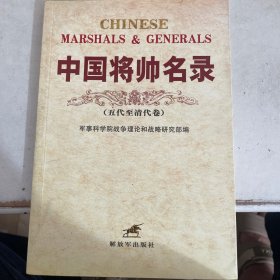 CHINESE
MARSHALS & GENERALS
中国将帅名录
（五代至清代卷）
军事科学院战争理论和战略研究部编
解放军出版社